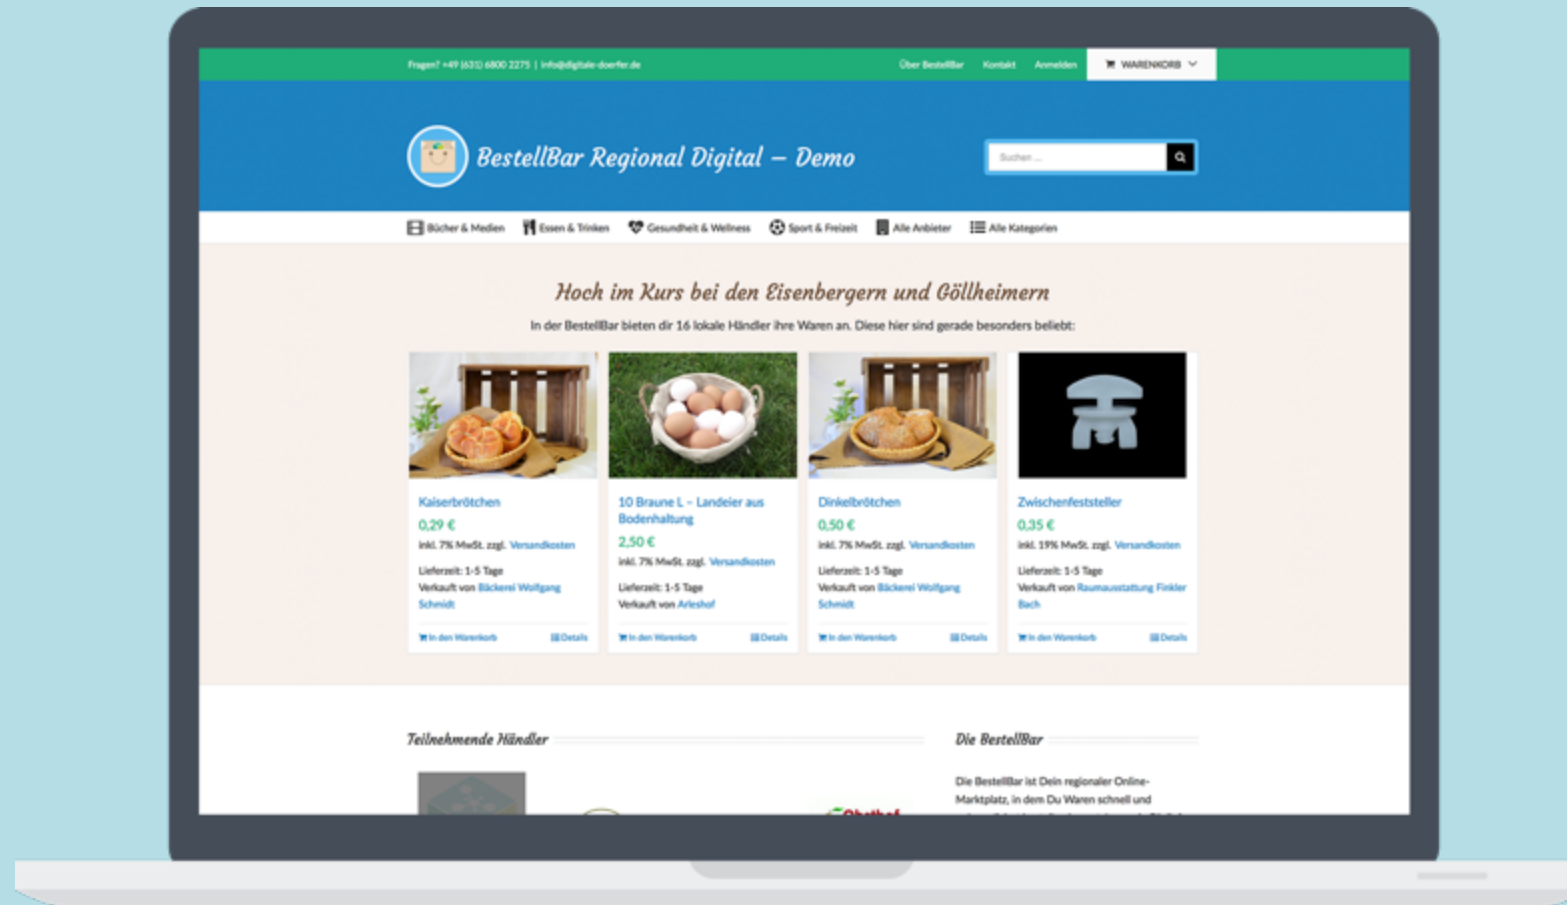 Fragen? +49 (631) 6800 2275 | info@digitale-doerfer.de
Über BestellBar Kontakt Anmelden WARENKORB
BestellBar Regional Digital – Demo
Suchen ...
Bücher & Medien Essen & Trinken Gesundheit & Wellness Sport & Freizeit Alle Anbieter Alle Kategorien
Hoch im Kurs bei den Eisenbergern und Göllheimern
In der BestellBar bieten dir 16 lokale Händler ihre Waren an. Diese hier sind gerade besonders beliebt:
Kaiserbrötchen
0,29 €
inkl. 7% MwSt. zzgl. Versandkosten
Lieferzeit: 1-5 Tage
Verkauft von Bäckerei Wolfgang
Schmidt
In den Warenkorb Details
10 Braune L – Landeier aus
Bodenhaltung
2,50 €
inkl. 7% MwSt. zzgl. Versandkosten
Lieferzeit: 1-5 Tage
Verkauft von Arleshof
In den Warenkorb Details
Dinkelbrötchen
0,50 €
inkl. 7% MwSt. zzgl. Versandkosten
Lieferzeit: 1-5 Tage
Verkauft von Bäckerei Wolfgang
Schmidt
In den Warenkorb Details
Zwischenfeststeller
0,35 €
inkl. 19% MwSt. zzgl. Versandkosten
Lieferzeit: 1-5 Tage
Verkauft von Raumausstattung Finkler
Bach
In den Warenkorb Details
Teilnehmende Händler
Obsthof
Die BestellBar
Die BestellBar ist Dein regionaler Online-
Marktplatz, in dem Du Waren schnell und